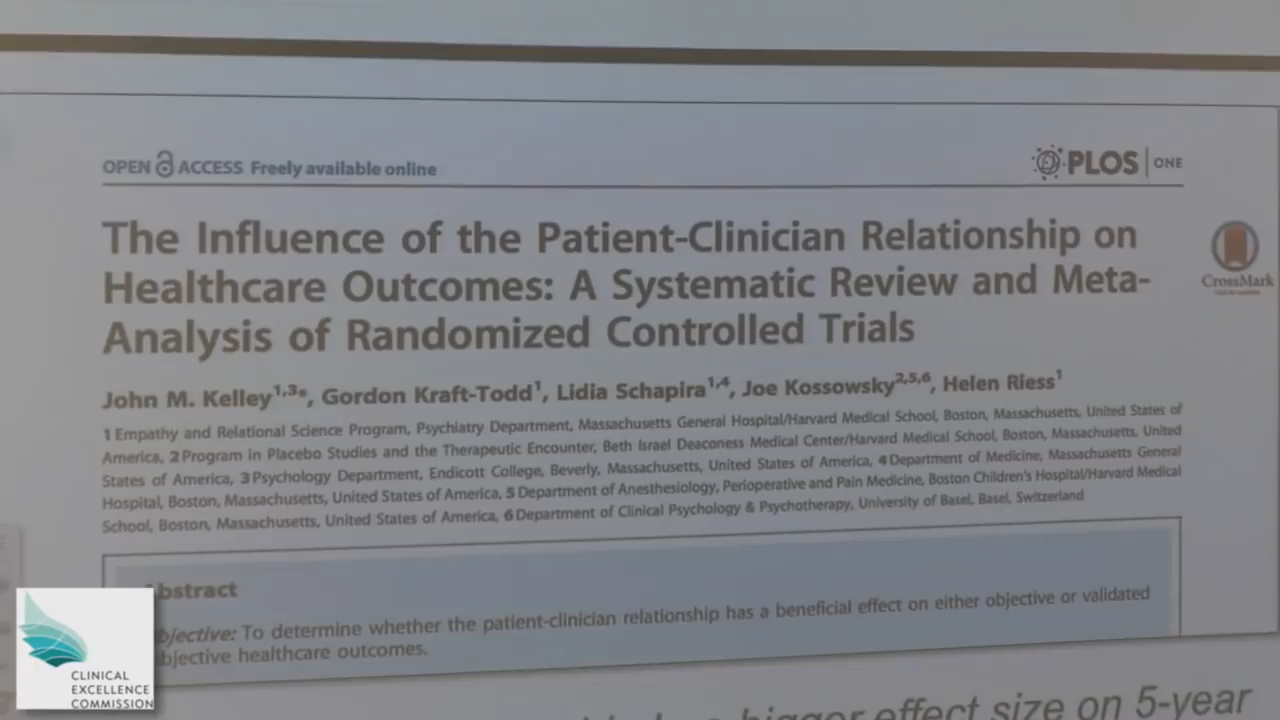 OPEN ACCESS Freely available online
PLOS | ONE
The Influence of the Patient-Clinician Relationship on
Healthcare Outcomes: A Systematic Review and Meta-
Analysis of Randomized Controlled Trials
CrossMark
John M. Kelley1,3*, Gordon Kraft-Todd1, Lidia Schapira1,4, Joe Kossowsky2,5,6, Helen Riess1
1 Empathy and Relational Science Program, Psychiatry Department, Massachusetts General Hospital/Harvard Medical School, Boston, Massachusetts, United States of
America, 2 Program in Placebo Studies and the Therapeutic Encounter, Beth Israel Deaconess Medical Center/Harvard Medical School, Boston, Massachusetts, United
States of America, 3 Psychology Department, Endicott College, Beverly, Massachusetts, United States of America, 4 Department of Medicine, Massachusetts General
Hospital, Boston, Massachusetts, United States of America, 5 Department of Anesthesiology, Perioperative and Pain Medicine, Boston Children's Hospital/Harvard Medical
School, Boston, Massachusetts, United States of America, 6 Department of Clinical Psychology & Psychotherapy, University of Basel, Basel, Switzerland
bstract
bjective: To determine whether the patient-clinician relationship has a beneficial effect on either objective or validated
bjective healthcare outcomes.
bigger effect size on 5-year
CLINICAL
EXCELLENCE
COMMISSION